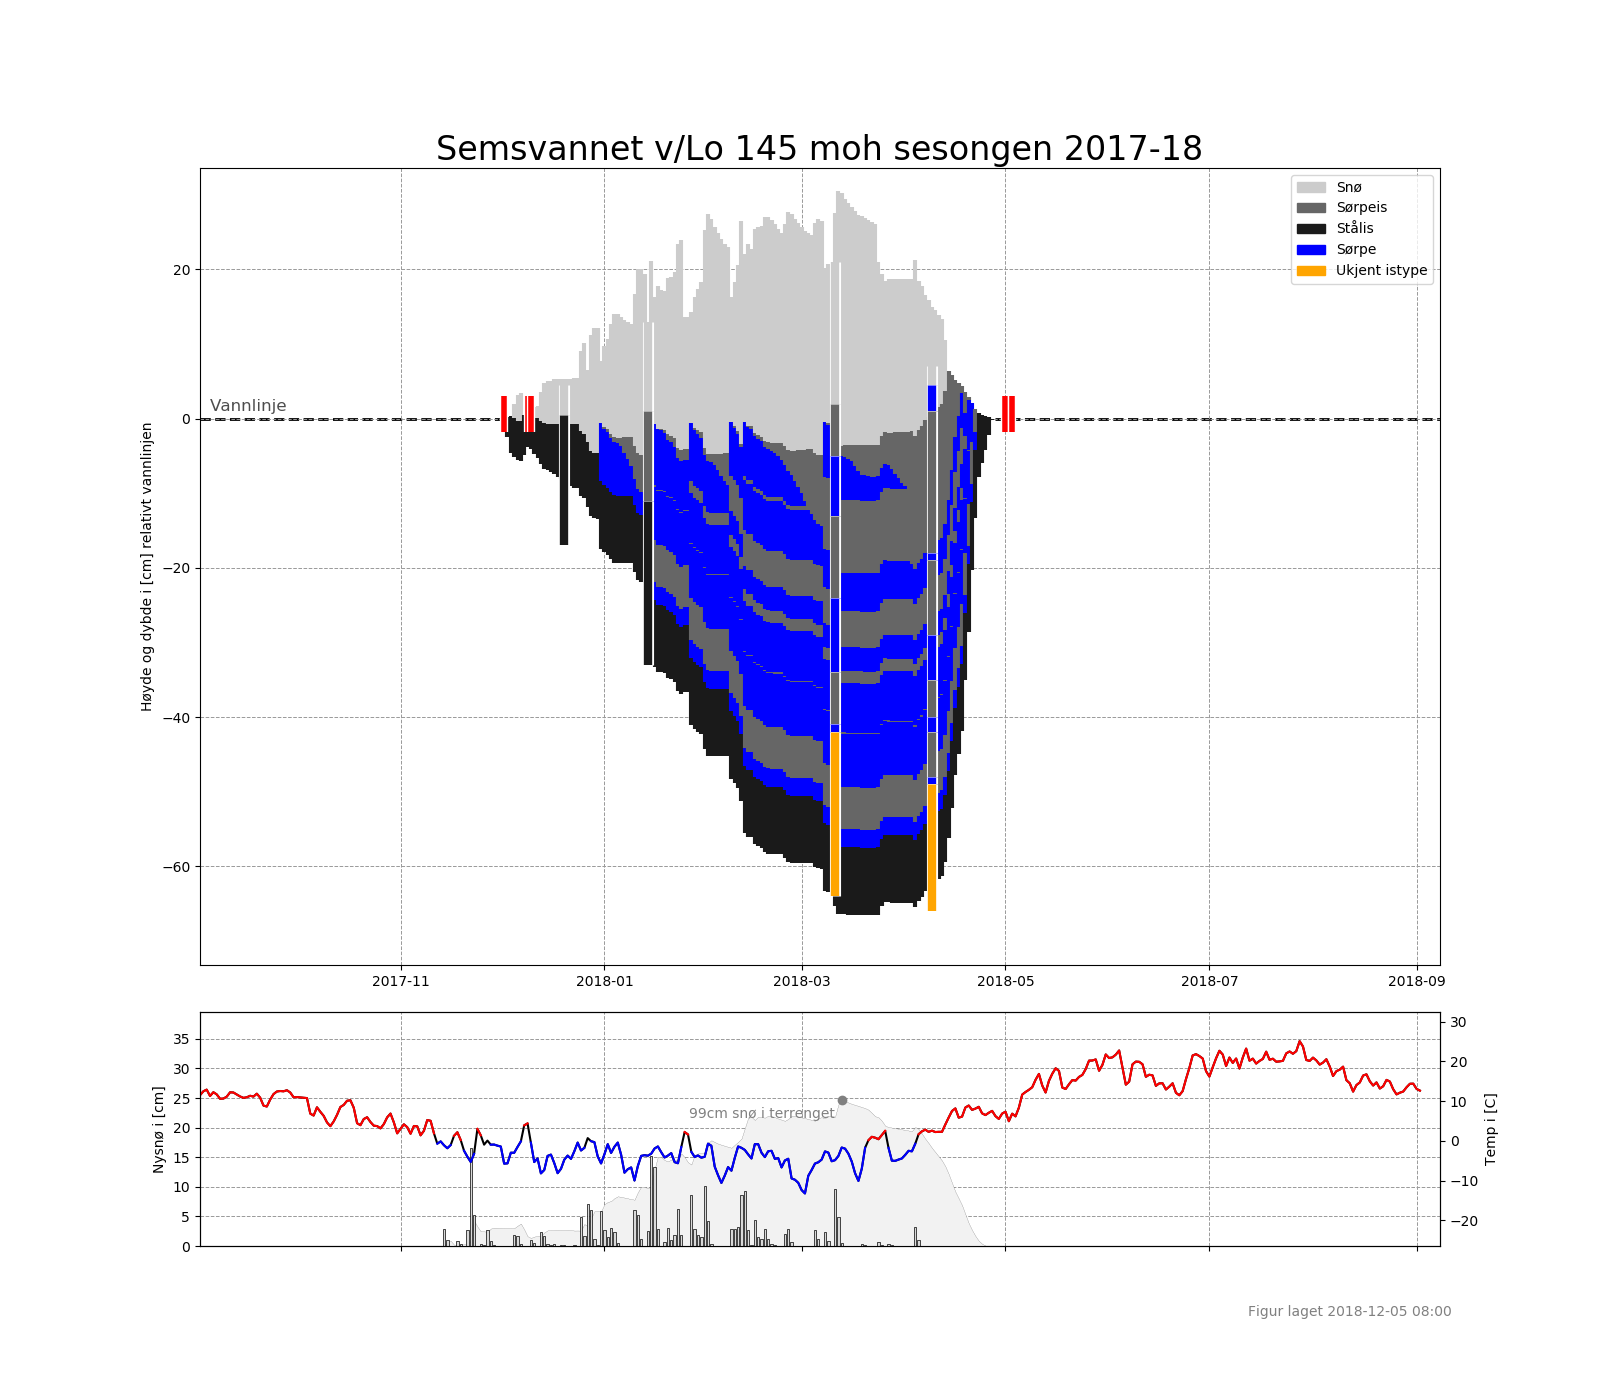 Semsvannet v/Lo 145 moh sesongen 2017-18
Snø
Sørpeis
Stålis
Sørpe
Ukjent istype
Høyde og dybde i [cm] relativt vannlinjen
20
0
−20
−40
−60
Vannlinje
2017-11 2018-01 2018-03 2018-05 2018-07 2018-09
Nysnø i [cm]
35
30
25
20
15
10
5
0
99cm snø i terrenget
30
20
10
0
−10
−20
Temp i [C]
Figur laget 2018-12-05 08:00